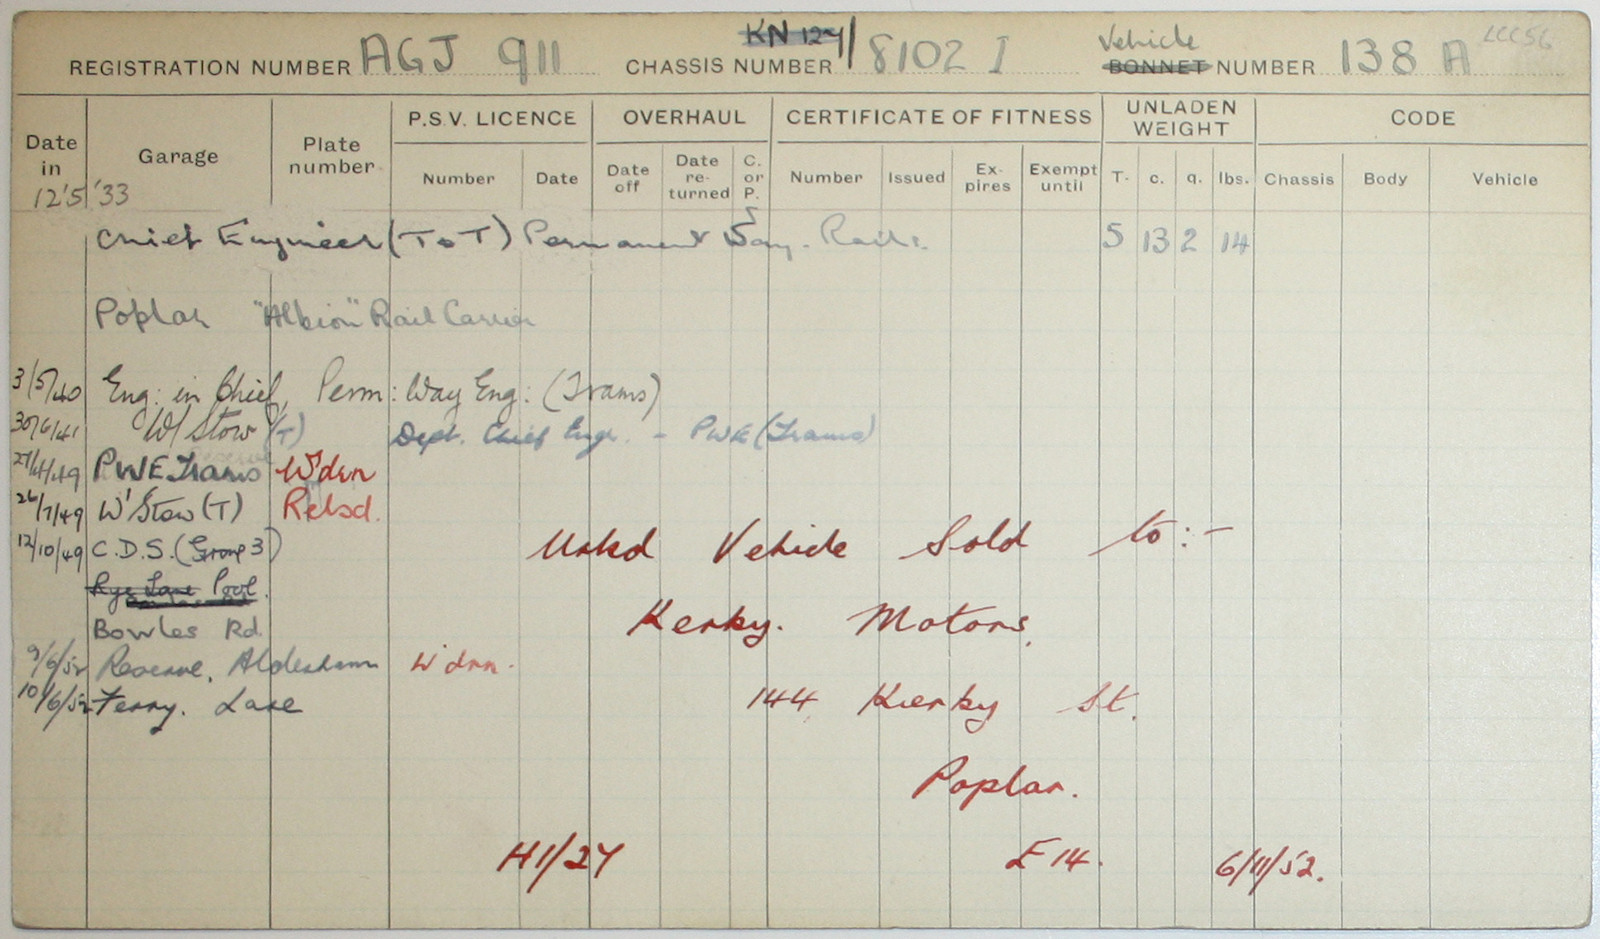 KN 127/ Vehicle LCC56
REGISTRATION NUMBER AGJ 911 CHASSIS NUMBER 8102 I BONNET NUMBER 138 A
Date in Garage Plate number P.S.V. LICENCE OVERHAUL CERTIFICATE OF FITNESS UNLADEN WEIGHT CODE
Number Date Date off Date re-turned C. or P. Number Issued Ex-pires Exempt until T. c. q. lbs. Chassis Body Vehicle
12.5.'33
Chief Engineer (T & T) Permanent Way. Rails. 5 13 2 14
Poplar "Albion" Rail Carrier
3/5/40 Eng: in Chief, Perm: Way Eng: (Trams)
30/6/41 W/Stow (T) Dept. Chief Engr. - PWE (Trams)
27/4/49 PWE Trams W'drn
26/7/49 W'Stow (T) Relsd.
12/10/49 C.D.S. (Group 3) Used Vehicle Sold to:-
Rye Lane Pool.
Bowles Rd. Kerky. Motors.
9/6/52 Reserve, Aldenham W'drn.
10/6/52 Ferry. Lane 144 Kerby St.
Poplar.
H1/27 E 14. 6/11/52.